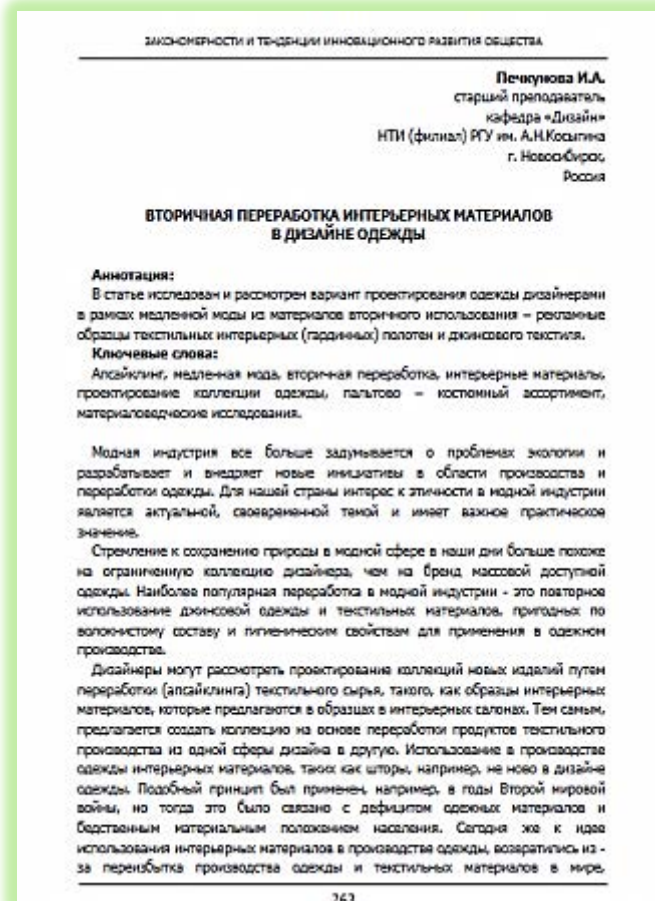 ЗАКОНОМЕРНОСТИ И ТЕНДЕНЦИИ ИННОВАЦИОННОГО РАЗВИТИЯ ОБЩЕСТВА
Печкунова И.А.
старший преподаватель
кафедра «Дизайн»
НТИ (филиал) РГУ им. А.Н.Косыгина
г. Новосибирск,
Россия
ВТОРИЧНАЯ ПЕРЕРАБОТКА ИНТЕРЬЕРНЫХ МАТЕРИАЛОВ
В ДИЗАЙНЕ ОДЕЖДЫ
Аннотация:
В статье исследован и рассмотрен вариант проектирования одежды дизайнерами
в рамках медленной моды из материалов вторичного использования – рекламные
образцы текстильных интерьерных (гардинных) полотен и джинсового текстиля.
Ключевые слова:
Апсайклинг, медленная мода, вторичная переработка, интерьерные материалы,
проектирование коллекции одежды, пальтово – костюмный ассортимент,
материаловедческие исследования.
Модная индустрия все больше задумывается о проблемах экологии и
разрабатывает и внедряет новые инициативы в области производства и
переработки одежды. Для нашей страны интерес к этичности в модной индустрии
является актуальной, своевременной темой и имеет важное практическое
значение.
Стремление к сохранению природы в модной сфере в наши дни больше похоже
на ограниченную коллекцию дизайнера, чем на бренд массовой доступной
одежды. Наиболее популярная переработка в модной индустрии - это повторное
использование джинсовой одежды и текстильных материалов, пригодных по
волокнистому составу и гигиеническим свойствам для применения в одежном
производстве.
Дизайнеры могут рассмотреть проектирование коллекций новых изделий путем
переработки (апсайклинга) текстильного сырья, такого, как образцы интерьерных
материалов, которые предлагаются в образцах в интерьерных салонах. Тем самым,
предлагается создать коллекцию на основе переработки продуктов текстильного
производства из одной сферы дизайна в другую. Использование в производстве
одежды интерьерных материалов, таких как шторы, например, не ново в дизайне
одежды. Подобный принцип был применен, например, в годы Второй мировой
войны, но тогда это было связано с дефицитом одежных материалов и
бедственным материальным положением населения. Сегодня же к идее
использования интерьерных материалов в производстве одежды, возвратились из -
за переизбытка производства одежды и текстильных материалов в мире,
263